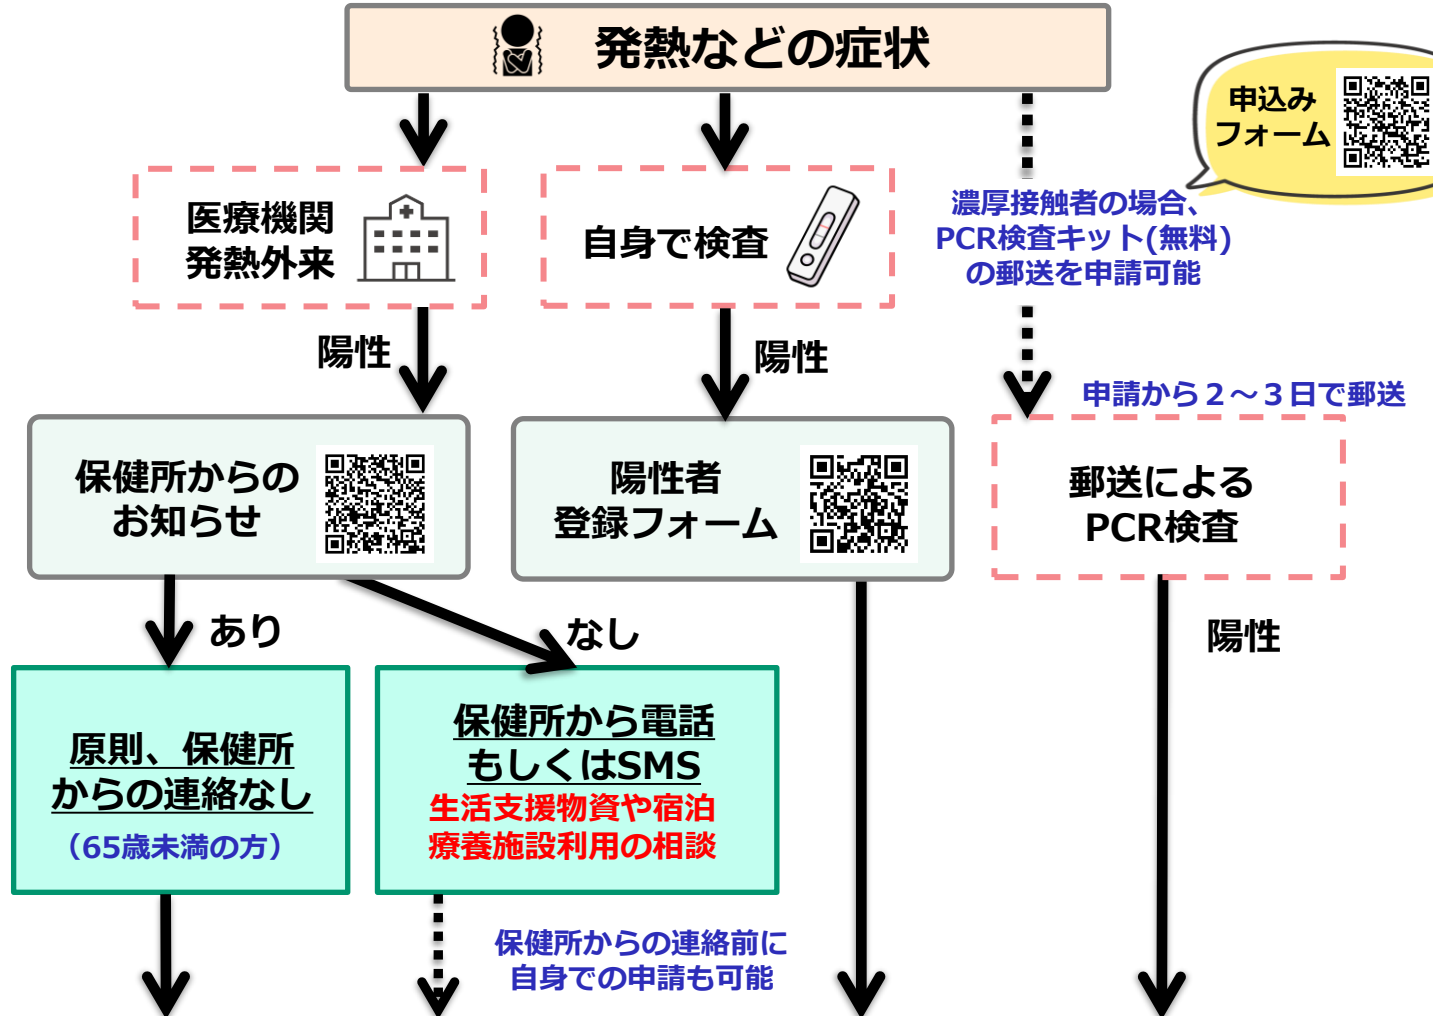 発熱などの症状
申込み
フォーム
医療機関
発熱外来
自身で検査
濃厚接触者の場合、
PCR検査キット(無料)
の郵送を申請可能
陽性
陽性
申請から２～３日で郵送
保健所からの
お知らせ
陽性者
登録フォーム
郵送による
PCR検査
あり
なし
陽性
原則、保健所
からの連絡なし
（65歳未満の方）
保健所から電話
もしくはSMS
生活支援物資や宿泊
療養施設利用の相談
保健所からの連絡前に
自身での申請も可能